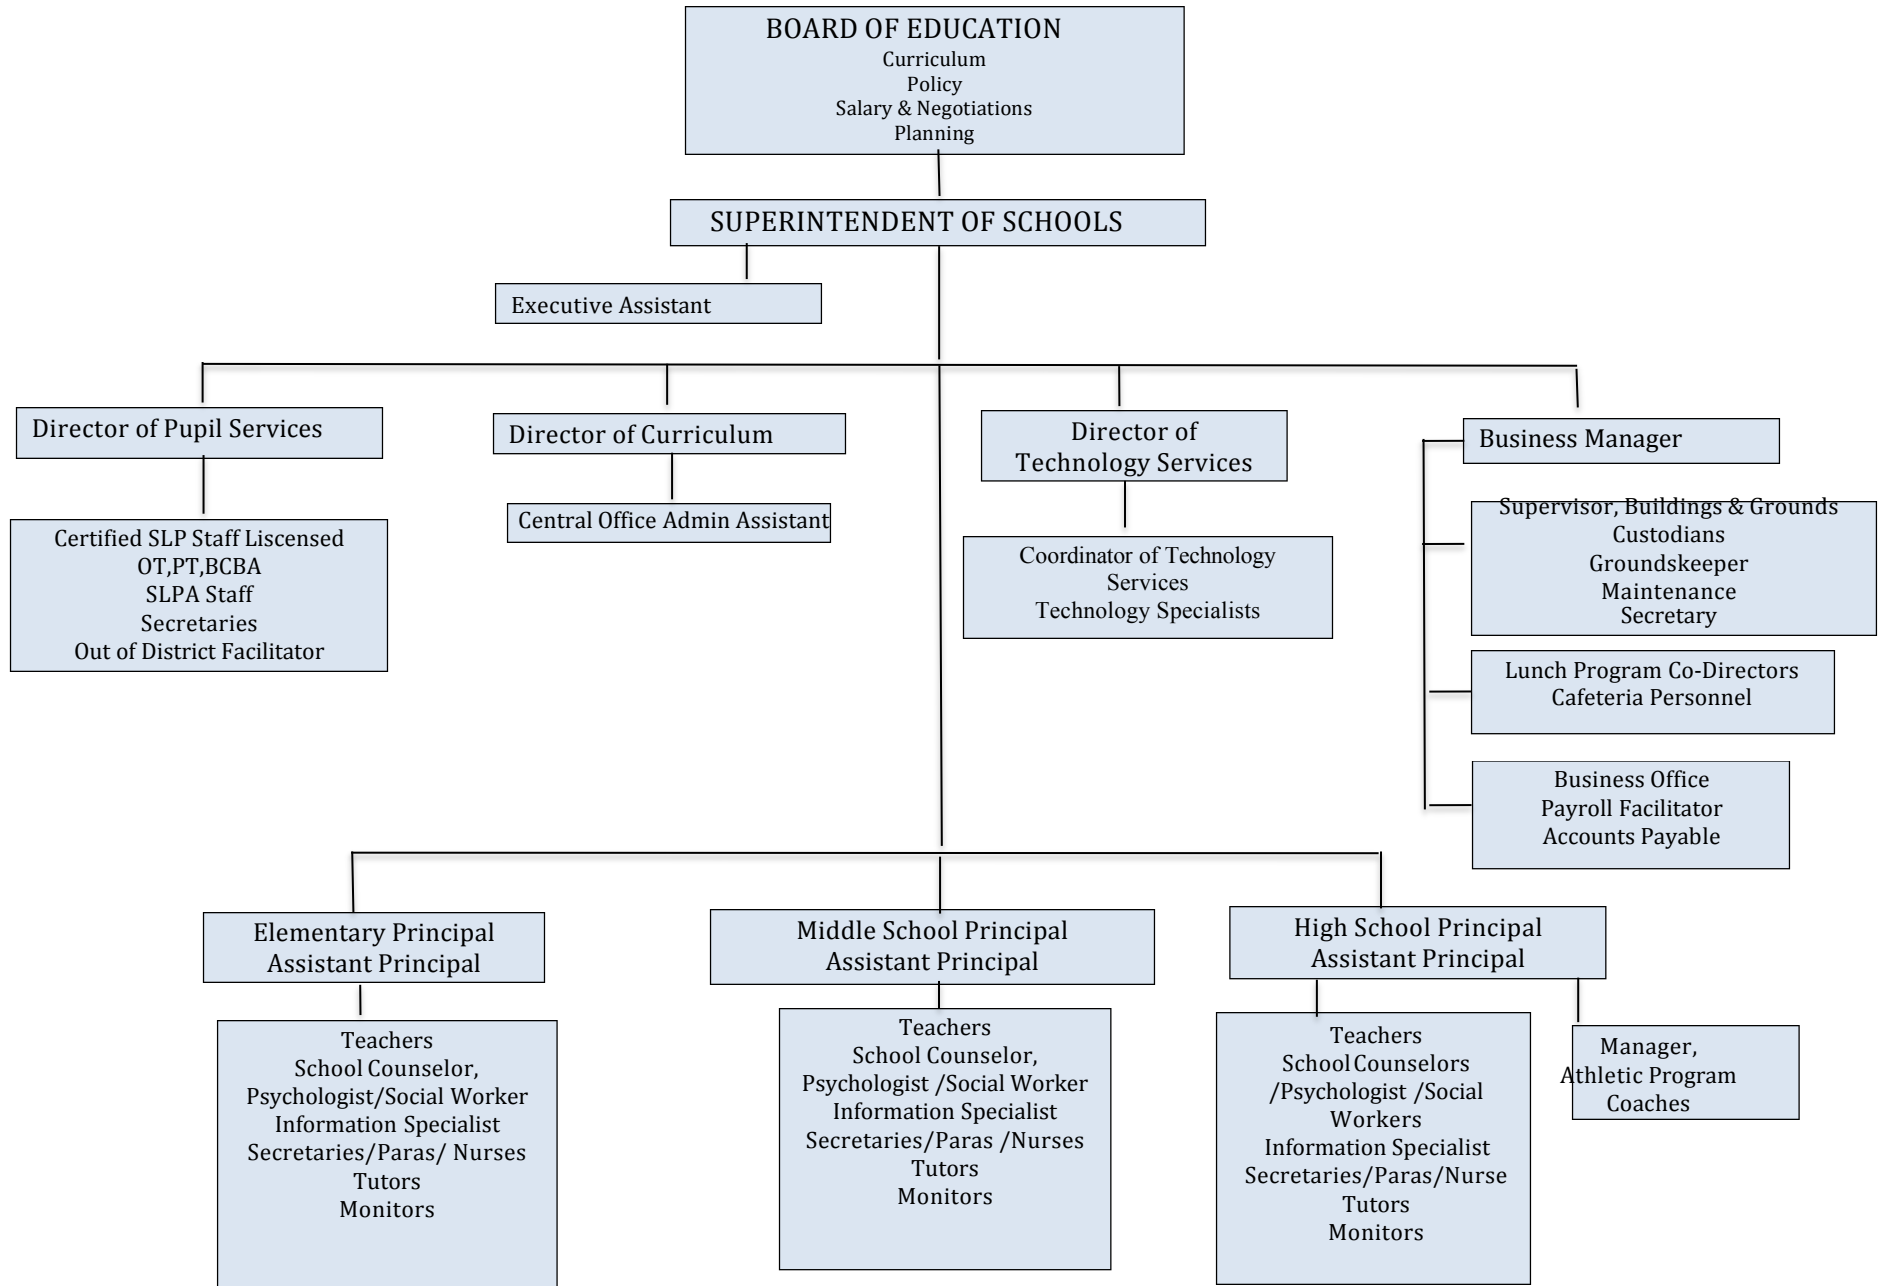 BOARD OF EDUCATION
Curriculum
Policy
Salary & Negotiations
Planning
SUPERINTENDENT OF SCHOOLS
Executive Assistant
Director of Pupil Services
Certified SLP Staff Liscensed
OT,PT,BCBA
SLPA Staff
Secretaries
Out of District Facilitator
Director of Curriculum
Central Office Admin Assistant
Director of
Technology Services
Coordinator of Technology
Services
Technology Specialists
Business Manager
Supervisor, Buildings & Grounds
Custodians
Groundskeeper
Maintenance
Secretary
Lunch Program Co-Directors
Cafeteria Personnel
Business Office
Payroll Facilitator
Accounts Payable
Elementary Principal
Assistant Principal
Teachers
School Counselor,
Psychologist/Social Worker
Information Specialist
Secretaries/Paras/ Nurses
Tutors
Monitors
Middle School Principal
Assistant Principal
Teachers
School Counselor,
Psychologist /Social Worker
Information Specialist
Secretaries/Paras /Nurses
Tutors
Monitors
High School Principal
Assistant Principal
Teachers
School Counselors
/Psychologist /Social
Workers
Information Specialist
Secretaries/Paras/Nurse
Tutors
Monitors
Manager,
Athletic Program
Coaches